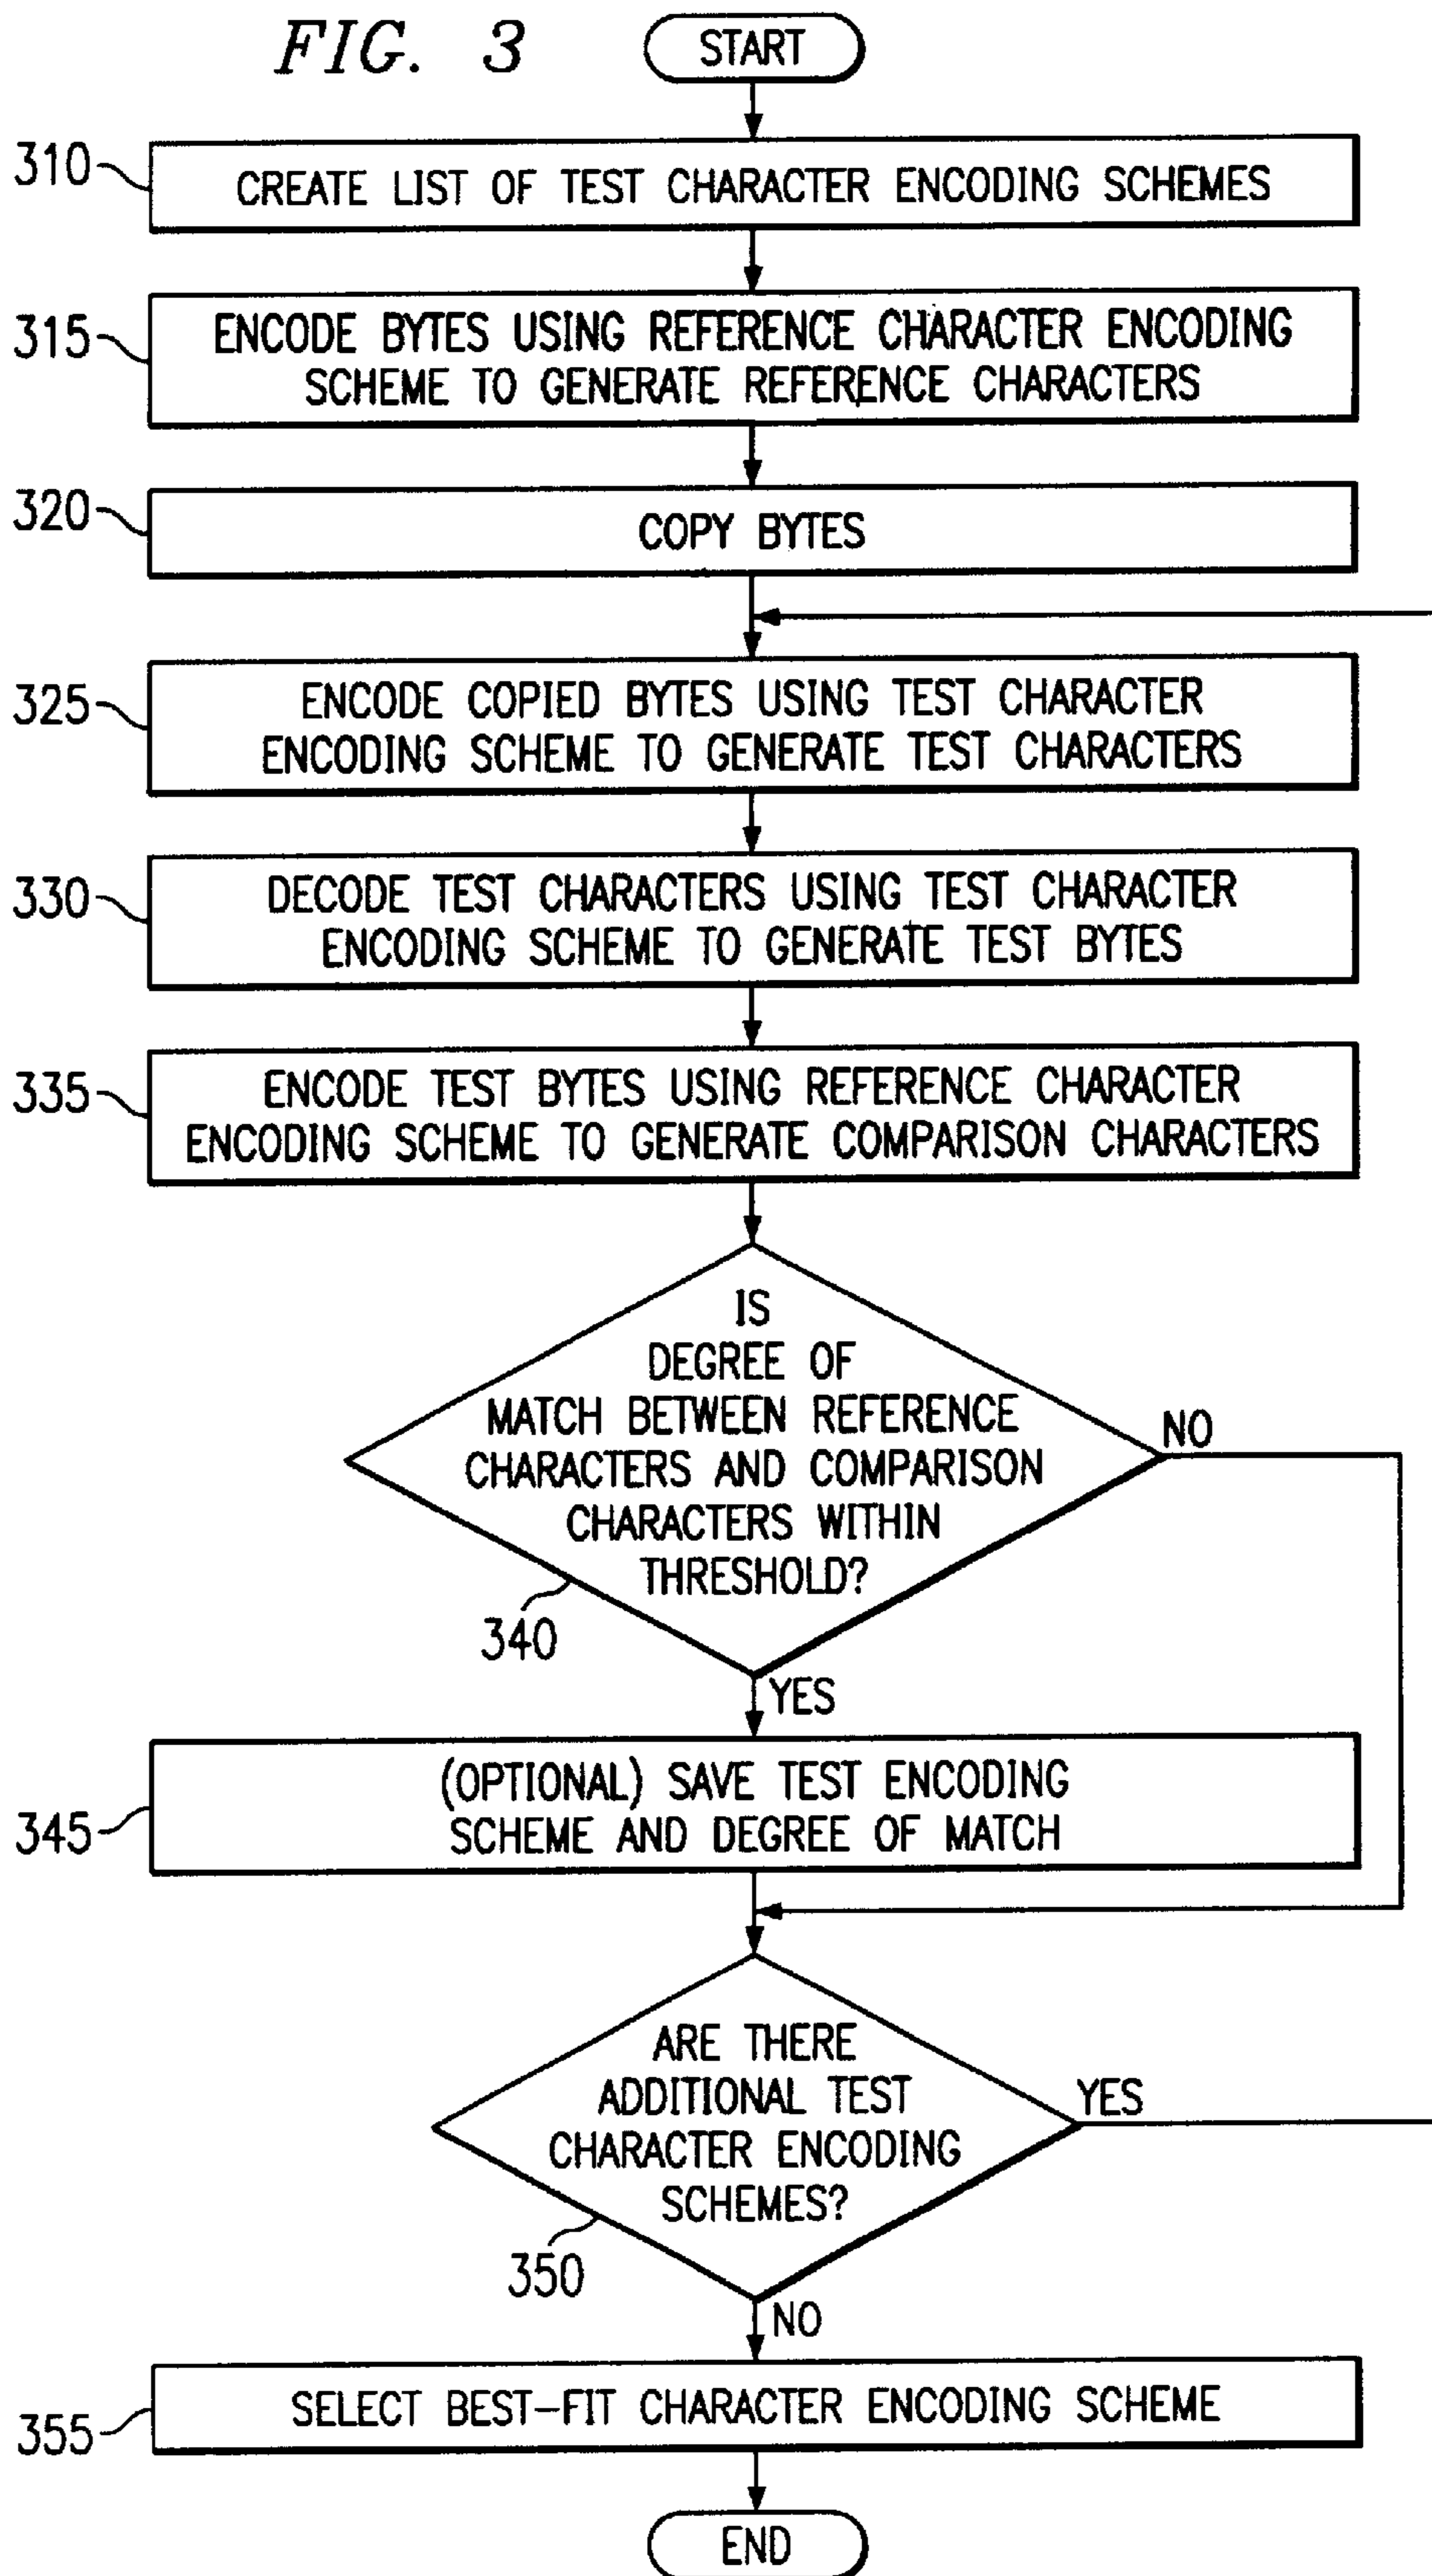 FIG. 3
START
310
CREATE LIST OF TEST CHARACTER ENCODING SCHEMES
315
ENCODE BYTES USING REFERENCE CHARACTER ENCODING
SCHEME TO GENERATE REFERENCE CHARACTERS
320
COPY BYTES
325
ENCODE COPIED BYTES USING TEST CHARACTER
ENCODING SCHEME TO GENERATE TEST CHARACTERS
330
DECODE TEST CHARACTERS USING TEST CHARACTER
ENCODING SCHEME TO GENERATE TEST BYTES
335
ENCODE TEST BYTES USING REFERENCE CHARACTER
ENCODING SCHEME TO GENERATE COMPARISON CHARACTERS
IS
DEGREE OF
MATCH BETWEEN REFERENCE
CHARACTERS AND COMPARISON
CHARACTERS WITHIN
THRESHOLD?
NO
340
YES
345
(OPTIONAL) SAVE TEST ENCODING
SCHEME AND DEGREE OF MATCH
ARE THERE
ADDITIONAL TEST
CHARACTER ENCODING
SCHEMES?
YES
350
NO
355
SELECT BEST-FIT CHARACTER ENCODING SCHEME
END